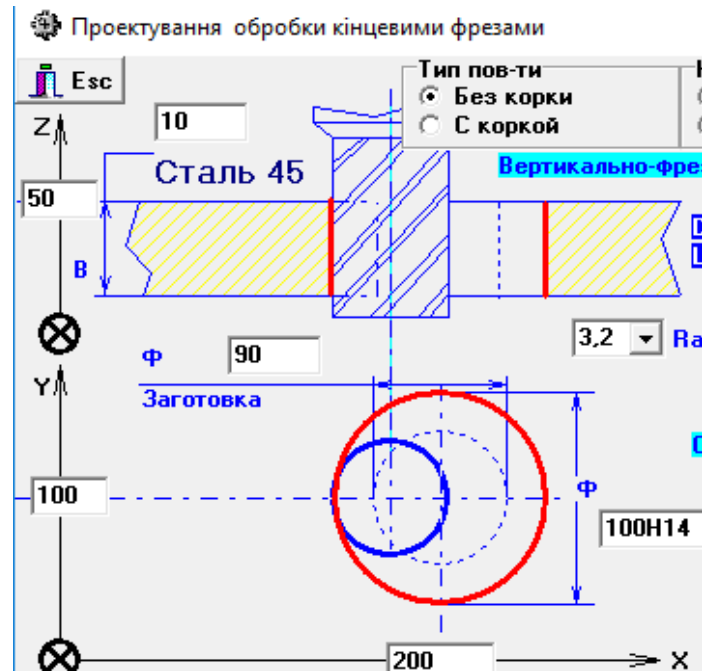 Проектування обробки кінцевими фрезами
Esc
Тип пов-ти
Без корки
С коркой
Z
10
Сталь 45
Вертикально-фрез
50
В
3,2
Ra
Ф
90
Y
Заготовка
100
Ф
100H14
200
X